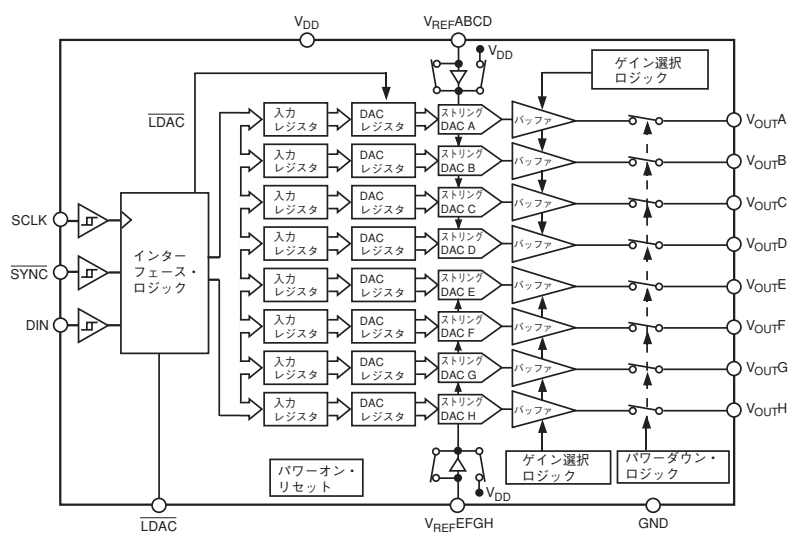 VDD
VREFABCD
VDD
ゲイン選択
ロジック
LDAC
入力
レジスタ
DAC
レジスタ
ストリング
DAC A
バッファ
VOUTA
入力
レジスタ
DAC
レジスタ
ストリング
DAC B
バッファ
VOUTB
入力
レジスタ
DAC
レジスタ
ストリング
DAC C
バッファ
VOUTC
入力
レジスタ
DAC
レジスタ
ストリング
DAC D
バッファ
VOUTD
SCLK
SYNC
DIN
インター
フェース・
ロジック
入力
レジスタ
DAC
レジスタ
ストリング
DAC E
バッファ
VOUTE
入力
レジスタ
DAC
レジスタ
ストリング
DAC F
バッファ
VOUTF
入力
レジスタ
DAC
レジスタ
ストリング
DAC G
バッファ
VOUTG
入力
レジスタ
DAC
レジスタ
ストリング
DAC H
バッファ
VOUTH
パワーオン・
リセット
VDD
ゲイン選択
ロジック
パワーダウン・
ロジック
LDAC
VREFEFGH
GND